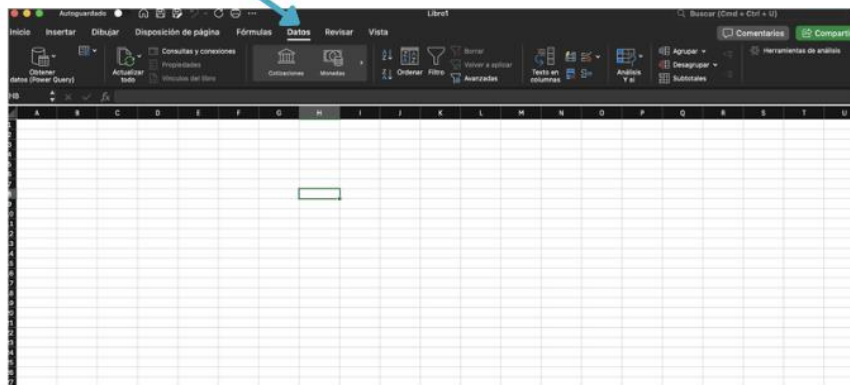 Autoguardado
Libro1
Buscar (Cmd + Ctrl + U)
Inicio Insertar Dibujar Disposición de página Fórmulas Datos Revisar Vista
Comentarios
Obtener datos (Power Query)
Actualizar todo
Consultas y conexiones
Propiedades
Vínculos del libro
Cotizaciones
Monedas
Ordenar
Filtro
Borrar
Volver a aplicar
Avanzadas
Texto en columnas
Análisis Y si
Agrupar
Desagrupar
Subtotales
Herramientas de análisis
H8
fx
A B C D E F G H I J K L M N O P Q R S T U